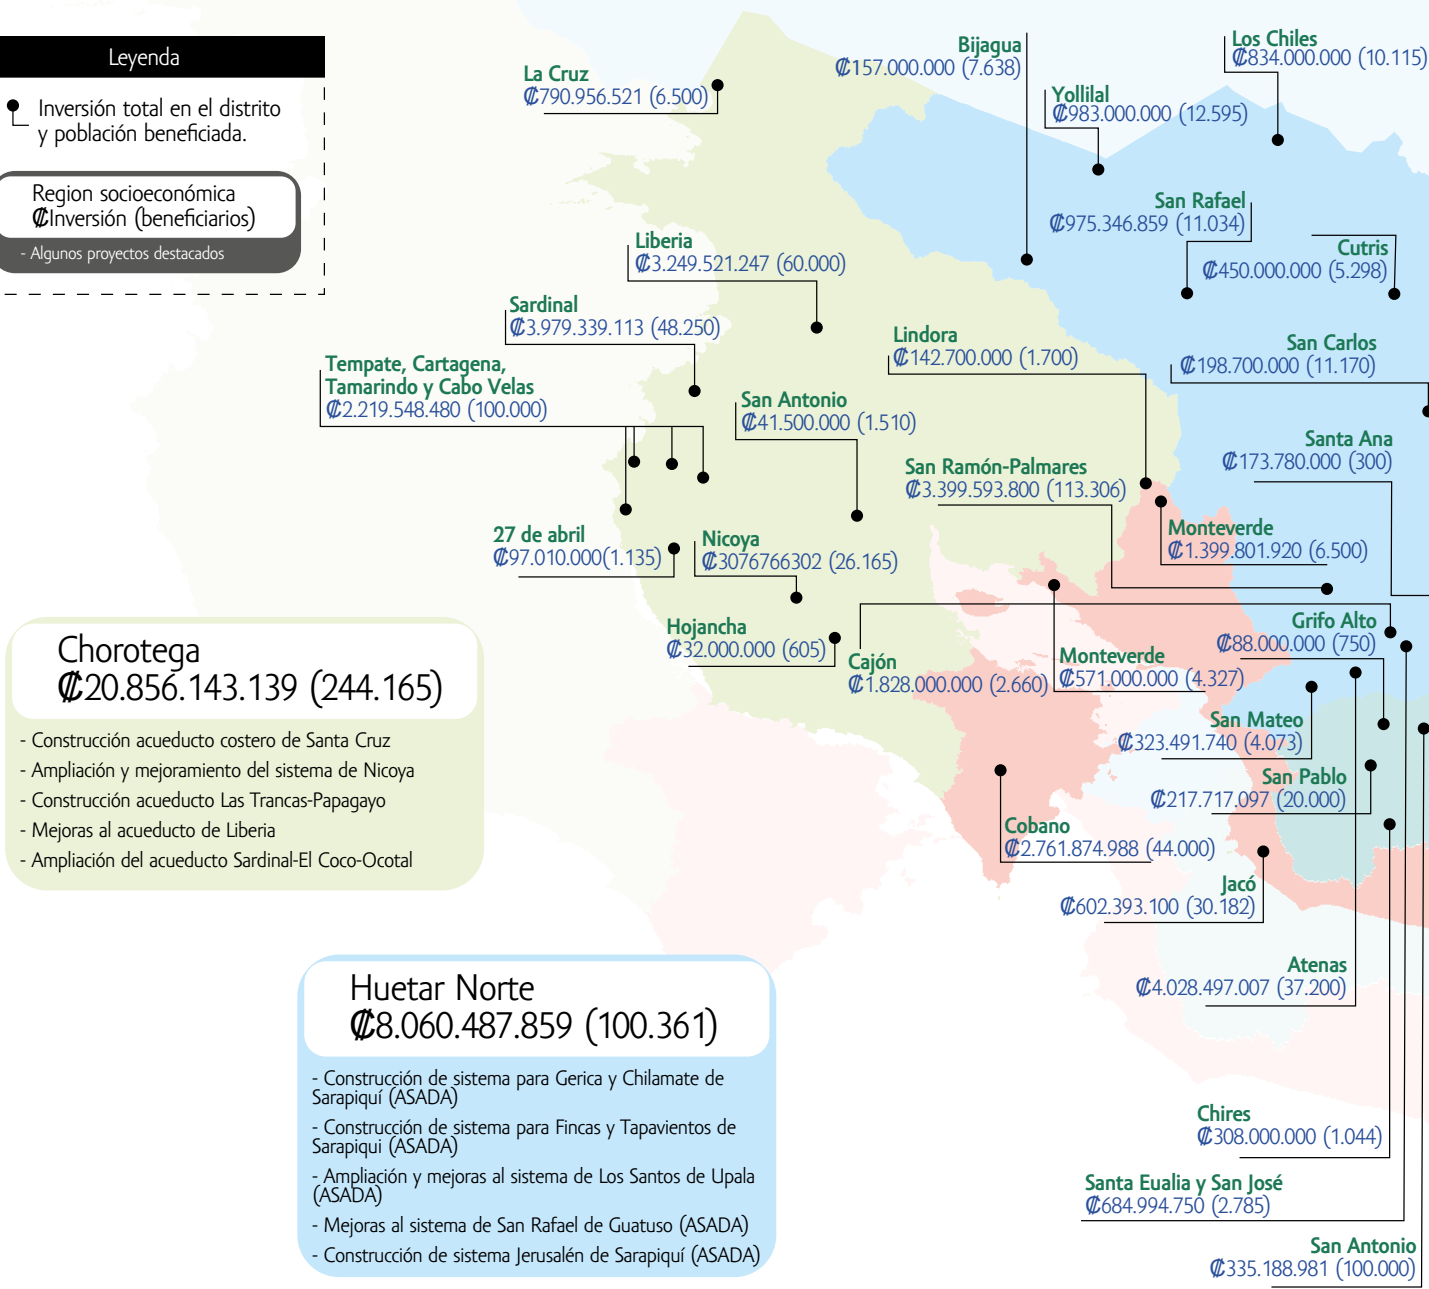 Leyenda
Inversión total en el distrito
y población beneficiada.
Region socioeconómica
₡Inversión (beneficiarios)
- Algunos proyectos destacados
La Cruz
₡790.956.521 (6.500)
Bijagua
₡157.000.000 (7.638)
Los Chiles
₡834.000.000 (10.115)
Yollilal
₡983.000.000 (12.595)
San Rafael
₡975.346.859 (11.034)
Cutris
₡450.000.000 (5.298)
Liberia
₡3.249.521.247 (60.000)
Sardinal
₡3.979.339.113 (48.250)
Lindora
₡142.700.000 (1.700)
San Carlos
₡198.700.000 (11.170)
Tempate, Cartagena,
Tamarindo y Cabo Velas
₡2.219.548.480 (100.000)
San Antonio
₡41.500.000 (1.510)
Santa Ana
₡173.780.000 (300)
San Ramón-Palmares
₡3.399.593.800 (113.306)
27 de abril
₡97.010.000(1.135)
Nicoya
₡3076766302 (26.165)
Monteverde
₡1.399.801.920 (6.500)
Hojancha
₡32.000.000 (605)
Cajón
₡1.828.000.000 (2.660)
Monteverde
₡571.000.000 (4.327)
Grifo Alto
₡88.000.000 (750)
San Mateo
₡323.491.740 (4.073)
San Pablo
₡217.717.097 (20.000)
Cobano
₡2.761.874.988 (44.000)
Jacó
₡602.393.100 (30.182)
Atenas
₡4.028.497.007 (37.200)
Chires
₡308.000.000 (1.044)
Santa Eualia y San José
₡684.994.750 (2.785)
San Antonio
₡335.188.981 (100.000)
Chorotega
₡20.856.143.139 (244.165)
- Construcción acueducto costero de Santa Cruz
- Ampliación y mejoramiento del sistema de Nicoya
- Construcción acueducto Las Trancas-Papagayo
- Mejoras al acueducto de Liberia
- Ampliación del acueducto Sardinal-El Coco-Ocotal
Huetar Norte
₡8.060.487.859 (100.361)
- Construcción de sistema para Gerica y Chilamate de
Sarapiquí (ASADA)
- Construcción de sistema para Fincas y Tapavientos de
Sarapiqui (ASADA)
- Ampliación y mejoras al sistema de Los Santos de Upala
(ASADA)
- Mejoras al sistema de San Rafael de Guatuso (ASADA)
- Construcción de sistema Jerusalén de Sarapiquí (ASADA)